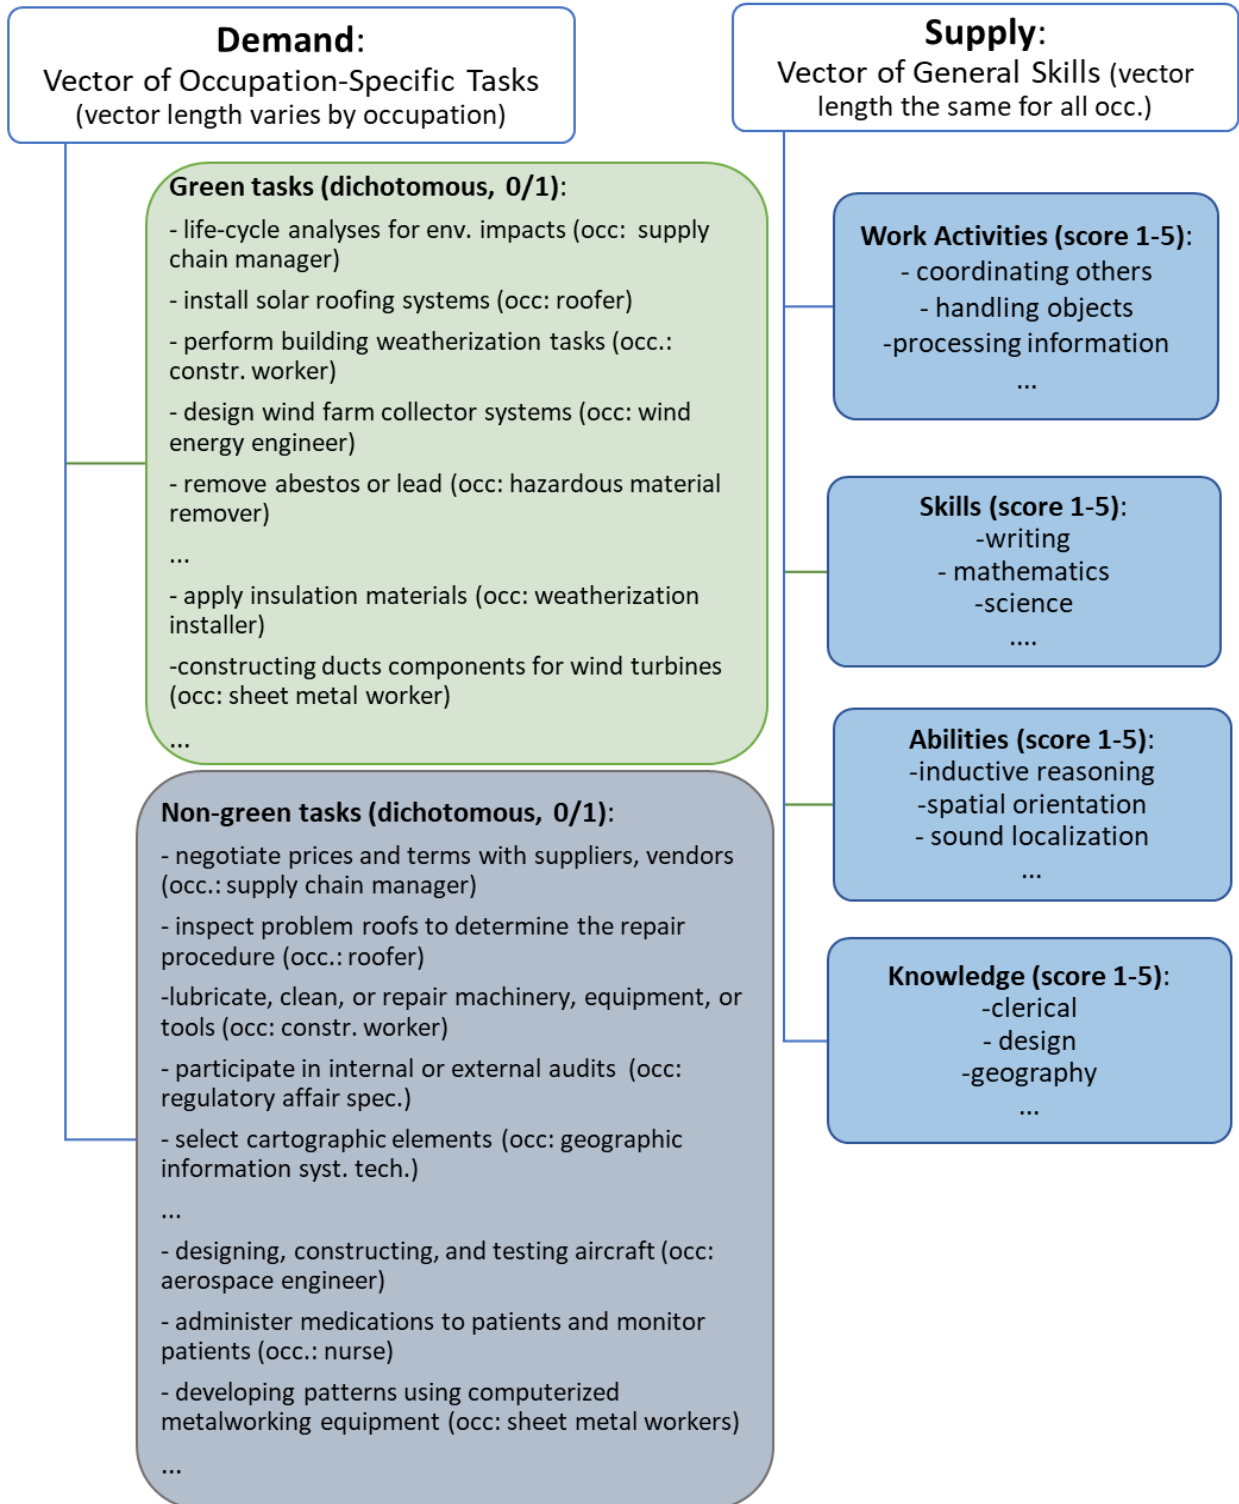 Demand:
Vector of Occupation-Specific Tasks
(vector length varies by occupation)
Green tasks (dichotomous, 0/1):
- life-cycle analyses for env. impacts (occ: supply
chain manager)
- install solar roofing systems (occ: roofer)
- perform building weatherization tasks (occ.:
constr. worker)
- design wind farm collector systems (occ: wind
energy engineer)
- remove abestos or lead (occ: hazardous material
remover)
...
- apply insulation materials (occ: weatherization
installer)
-constructing ducts components for wind turbines
(occ: sheet metal worker)
...
Non-green tasks (dichotomous, 0/1):
- negotiate prices and terms with suppliers, vendors
(occ.: supply chain manager)
- inspect problem roofs to determine the repair
procedure (occ.: roofer)
-lubricate, clean, or repair machinery, equipment, or
tools (occ: constr. worker)
- participate in internal or external audits (occ:
regulatory affair spec.)
- select cartographic elements (occ: geographic
information syst. tech.)
...
- designing, constructing, and testing aircraft (occ:
aerospace engineer)
- administer medications to patients and monitor
patients (occ.: nurse)
- developing patterns using computerized
metalworking equipment (occ: sheet metal workers)
...
Supply:
Vector of General Skills (vector
length the same for all occ.)
Work Activities (score 1-5):
- coordinating others
- handling objects
-processing information
...
Skills (score 1-5):
-writing
- mathematics
-science
....
Abilities (score 1-5):
-inductive reasoning
-spatial orientation
- sound localization
...
Knowledge (score 1-5):
-clerical
- design
-geography
...